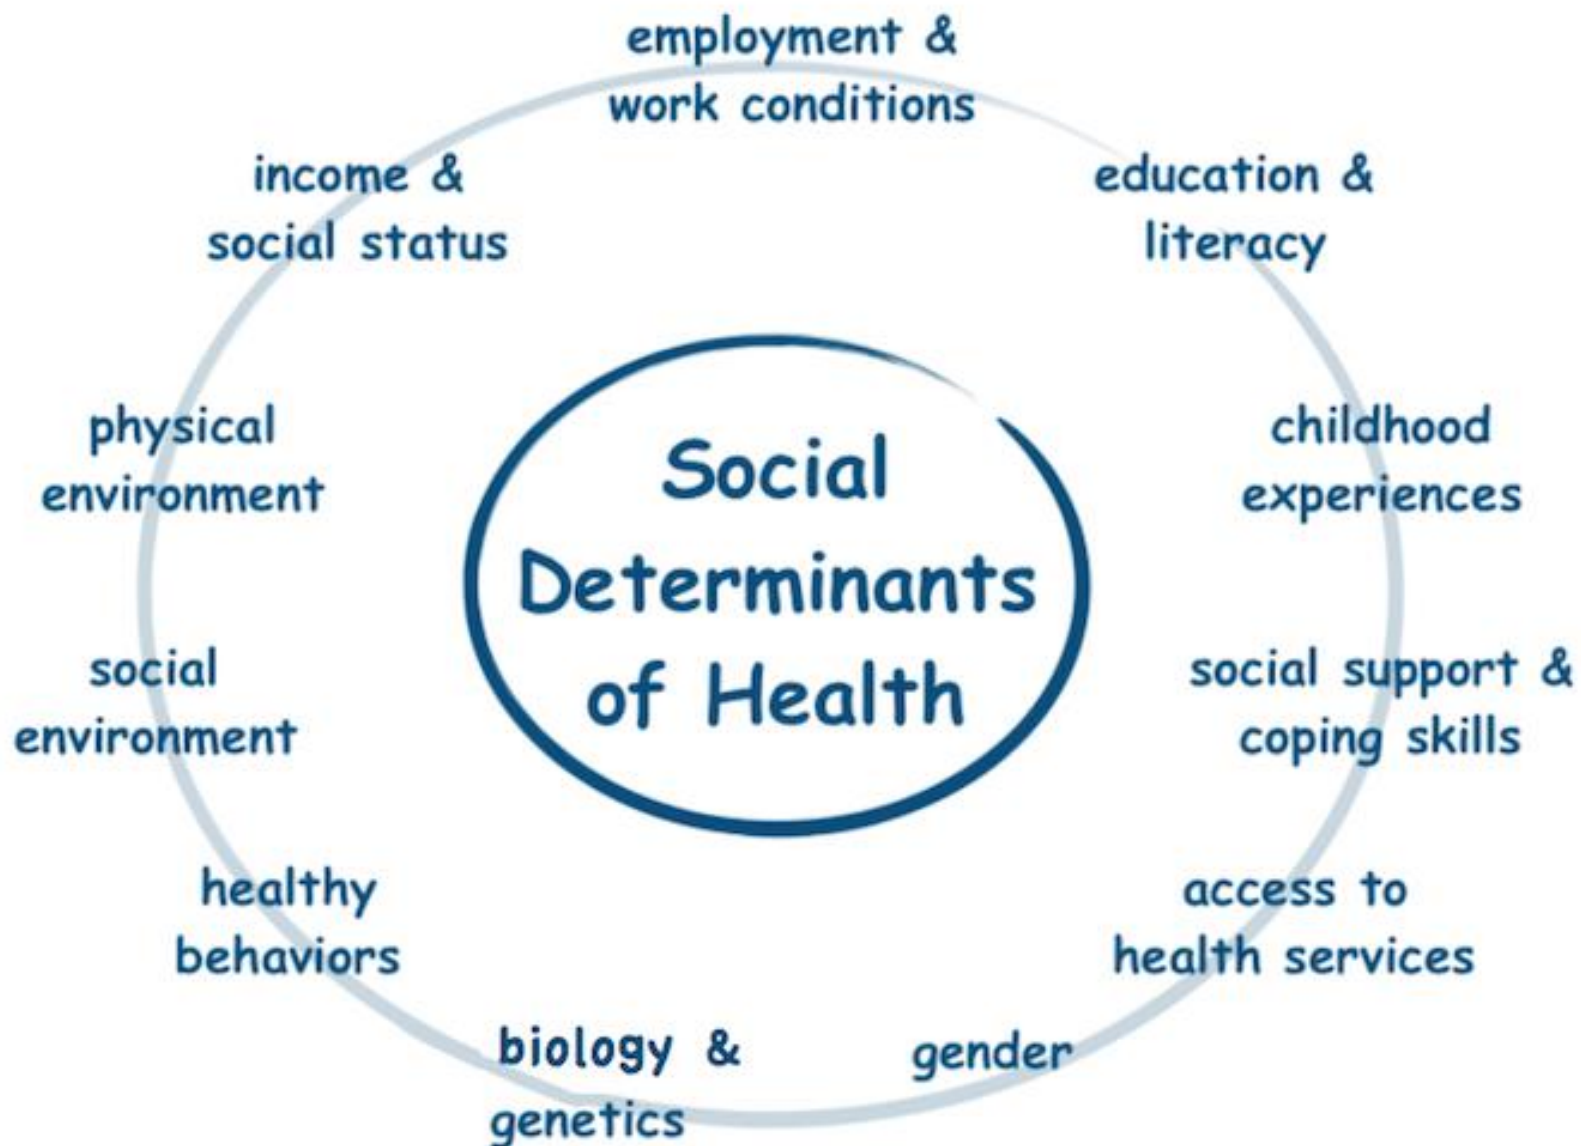 employment &
work conditions
income &
social status
education &
literacy
physical
environment
childhood
experiences
Social
Determinants
of Health
social
environment
social support &
coping skills
healthy
behaviors
access to
health services
biology &
genetics
gender